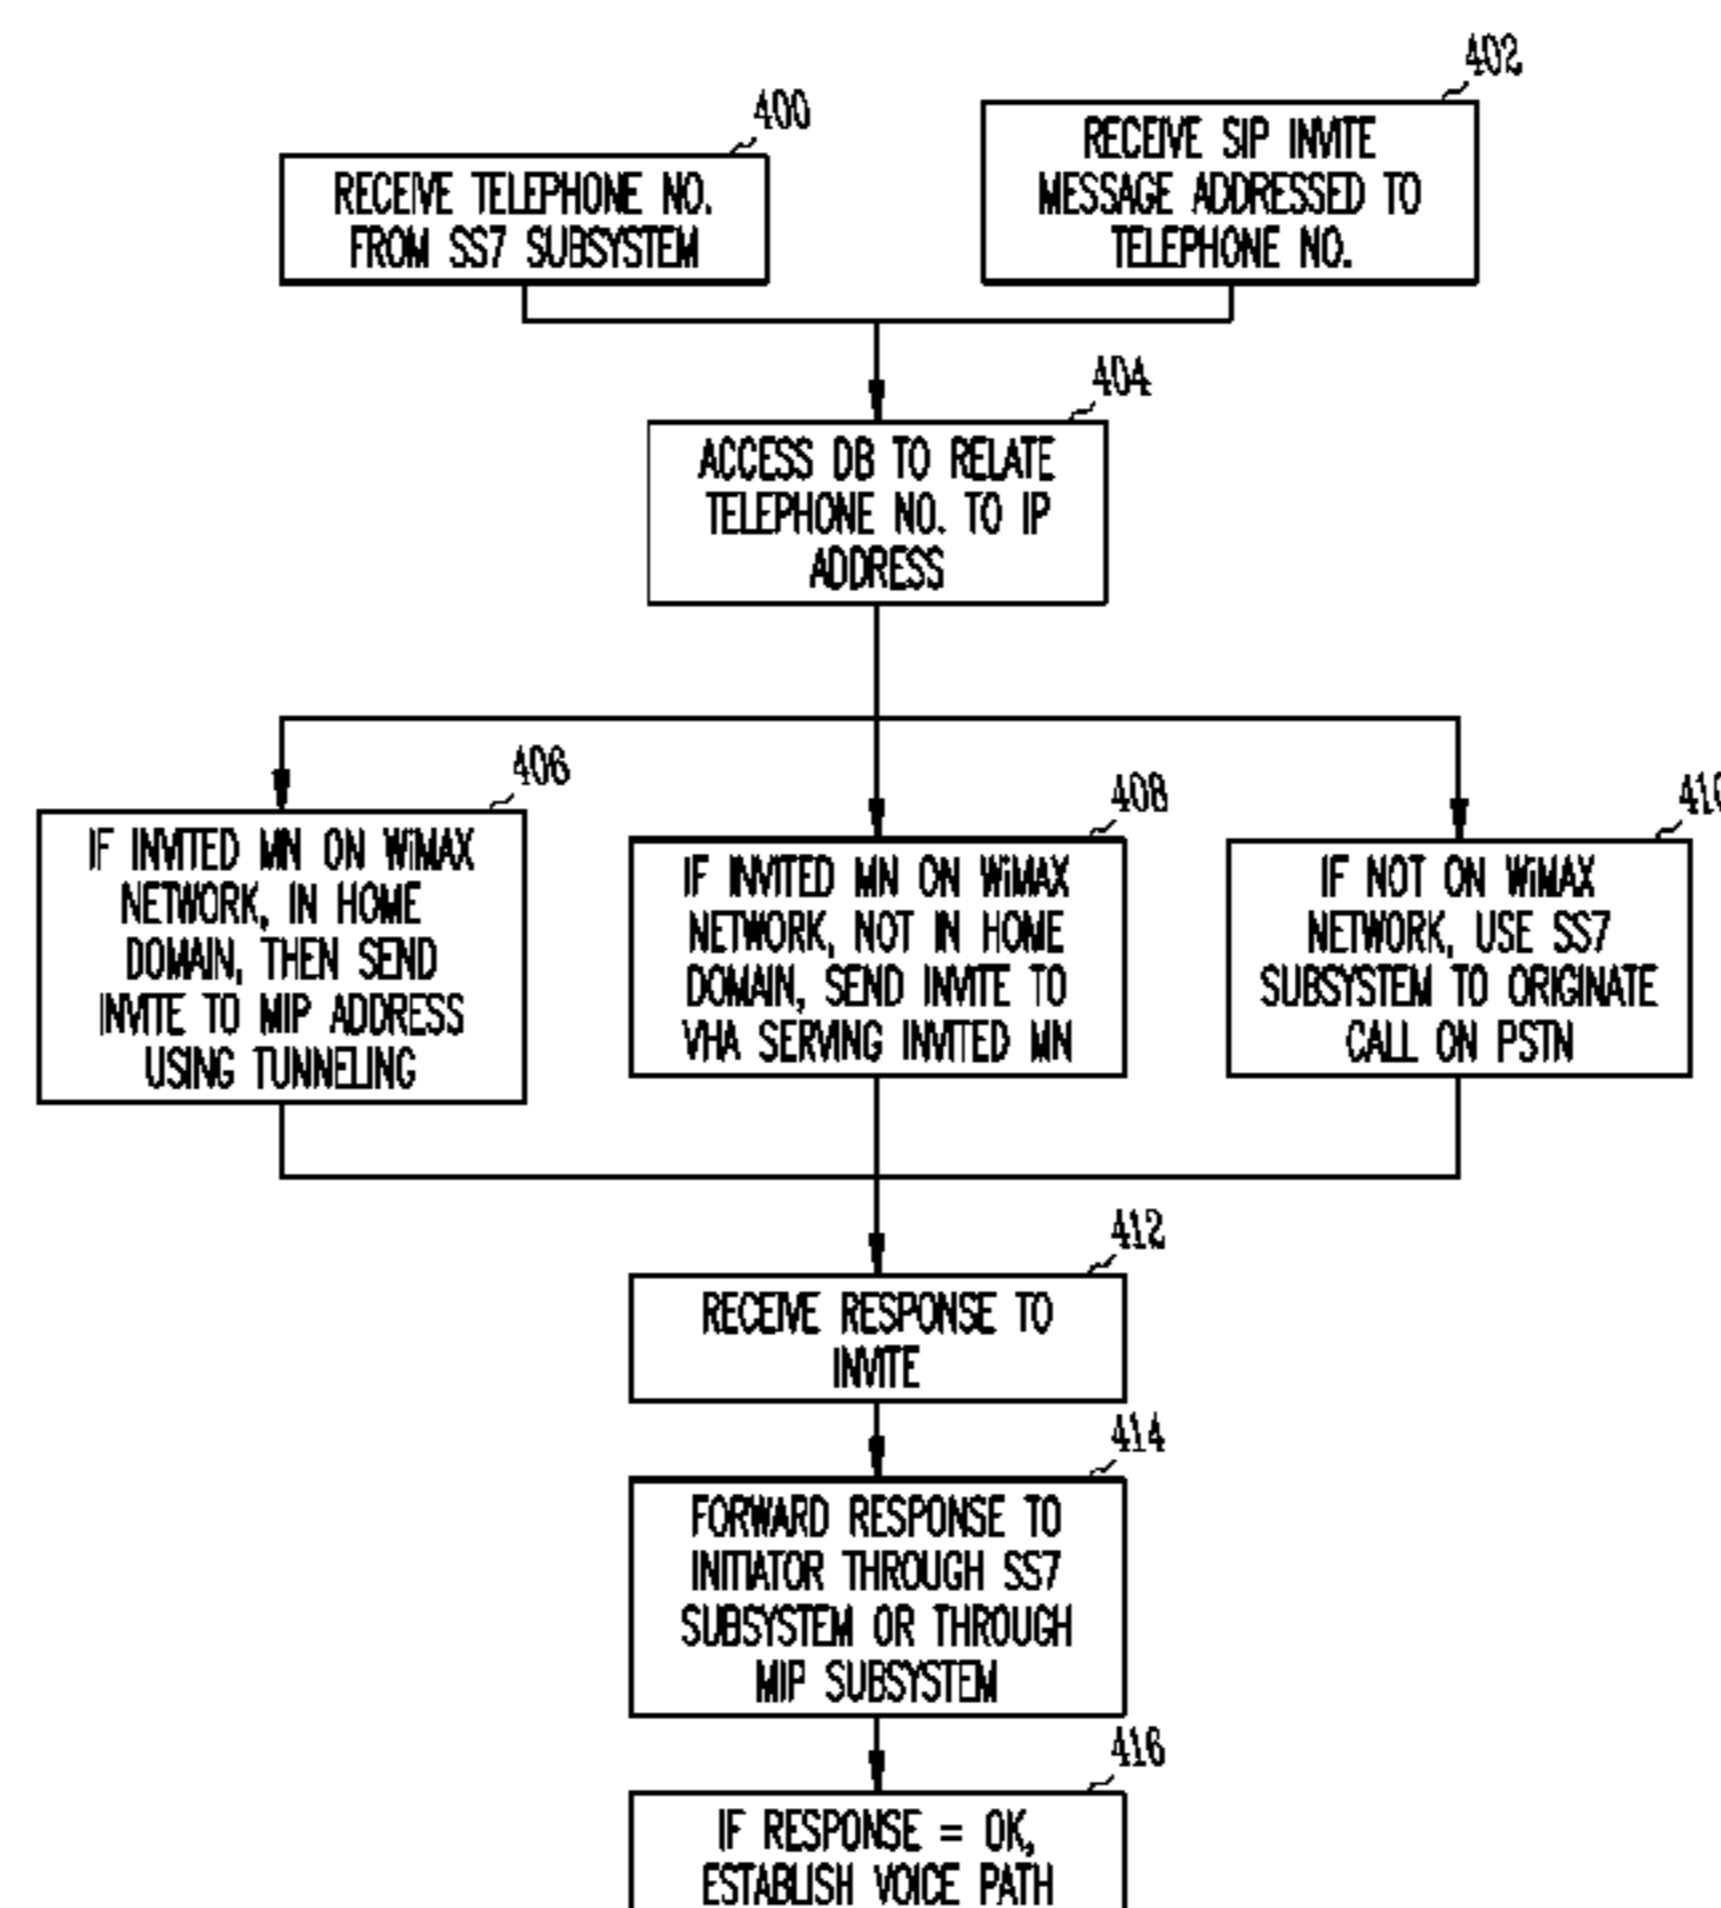 400
RECEIVE TELEPHONE NO.
FROM SS7 SUBSYSTEM
402
RECEIVE SIP INVITE
MESSAGE ADDRESSED TO
TELEPHONE NO.
404
ACCESS DB TO RELATE
TELEPHONE NO. TO IP
ADDRESS
406
IF INVITED MN ON WiMAX
NETWORK, IN HOME
DOMAIN, THEN SEND
INVITE TO MIP ADDRESS
USING TUNNELING
408
IF INVITED MN ON WiMAX
NETWORK, NOT IN HOME
DOMAIN, SEND INVITE TO
VHA SERVING INVITED MN
410
IF NOT ON WiMAX
NETWORK, USE SS7
SUBSYSTEM TO ORIGINATE
CALL ON PSTN
412
RECEIVE RESPONSE TO
INVITE
414
FORWARD RESPONSE TO
INITIATOR THROUGH SS7
SUBSYSTEM OR THROUGH
MIP SUBSYSTEM
416
IF RESPONSE = OK,
ESTABLISH VOICE PATH